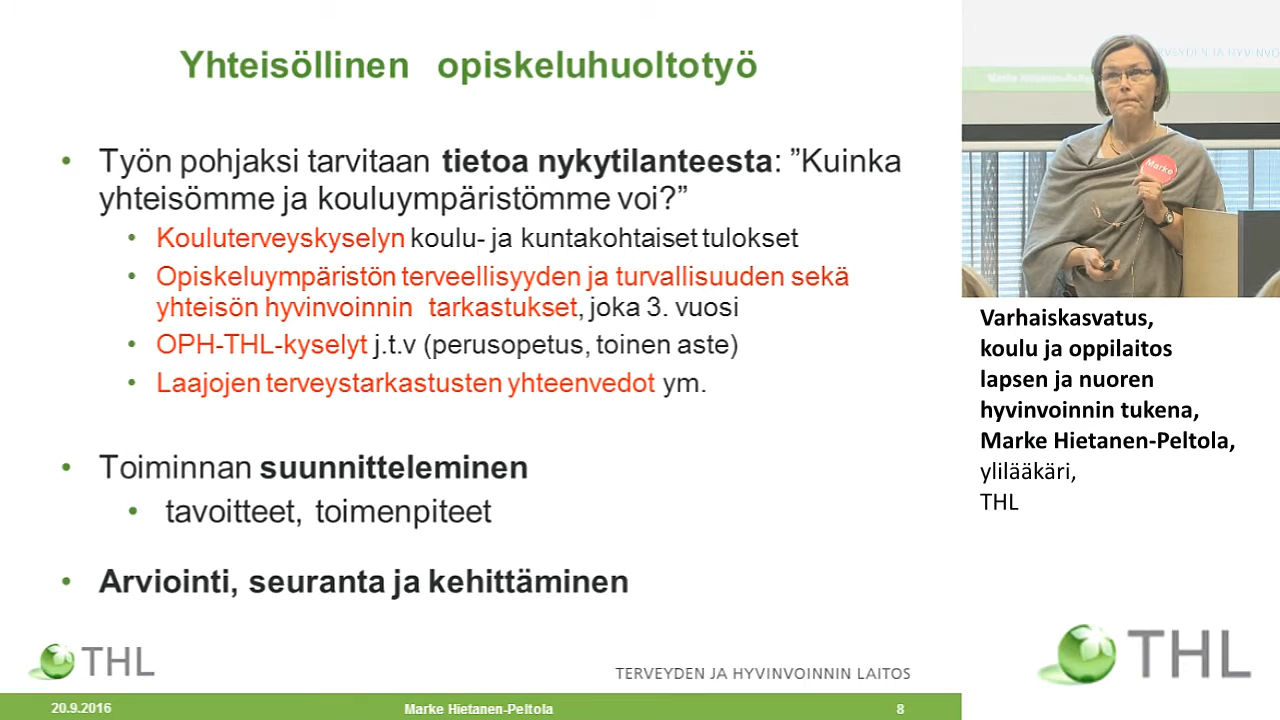 Yhteisöllinen opiskeluhuoltotyö
• Työn pohjaksi tarvitaan tietoa nykytilanteesta: ”Kuinka
yhteisömme ja kouluympäristömme voi?”
• Kouluterveyskyselyn koulu- ja kuntakohtaiset tulokset
• Opiskeluympäristön terveellisyyden ja turvallisuuden sekä
yhteisön hyvinvoinnin tarkastukset, joka 3. vuosi
• OPH-THL-kyselyt j.t.v (perusopetus, toinen aste)
• Laajojen terveystarkastusten yhteenvedot ym.
• Toiminnan suunnitteleminen
• tavoitteet, toimenpiteet
• Arviointi, seuranta ja kehittäminen
THL
TERVEYDEN JA HYVINVOINNIN LAITOS
20.9.2016
Marke Hietanen-Peltola
8
Marke
Varhaiskasvatus,
koulu ja oppilaitos
lapsen ja nuoren
hyvinvoinnin tukena,
Marke Hietanen-Peltola,
ylilääkäri,
THL
THL